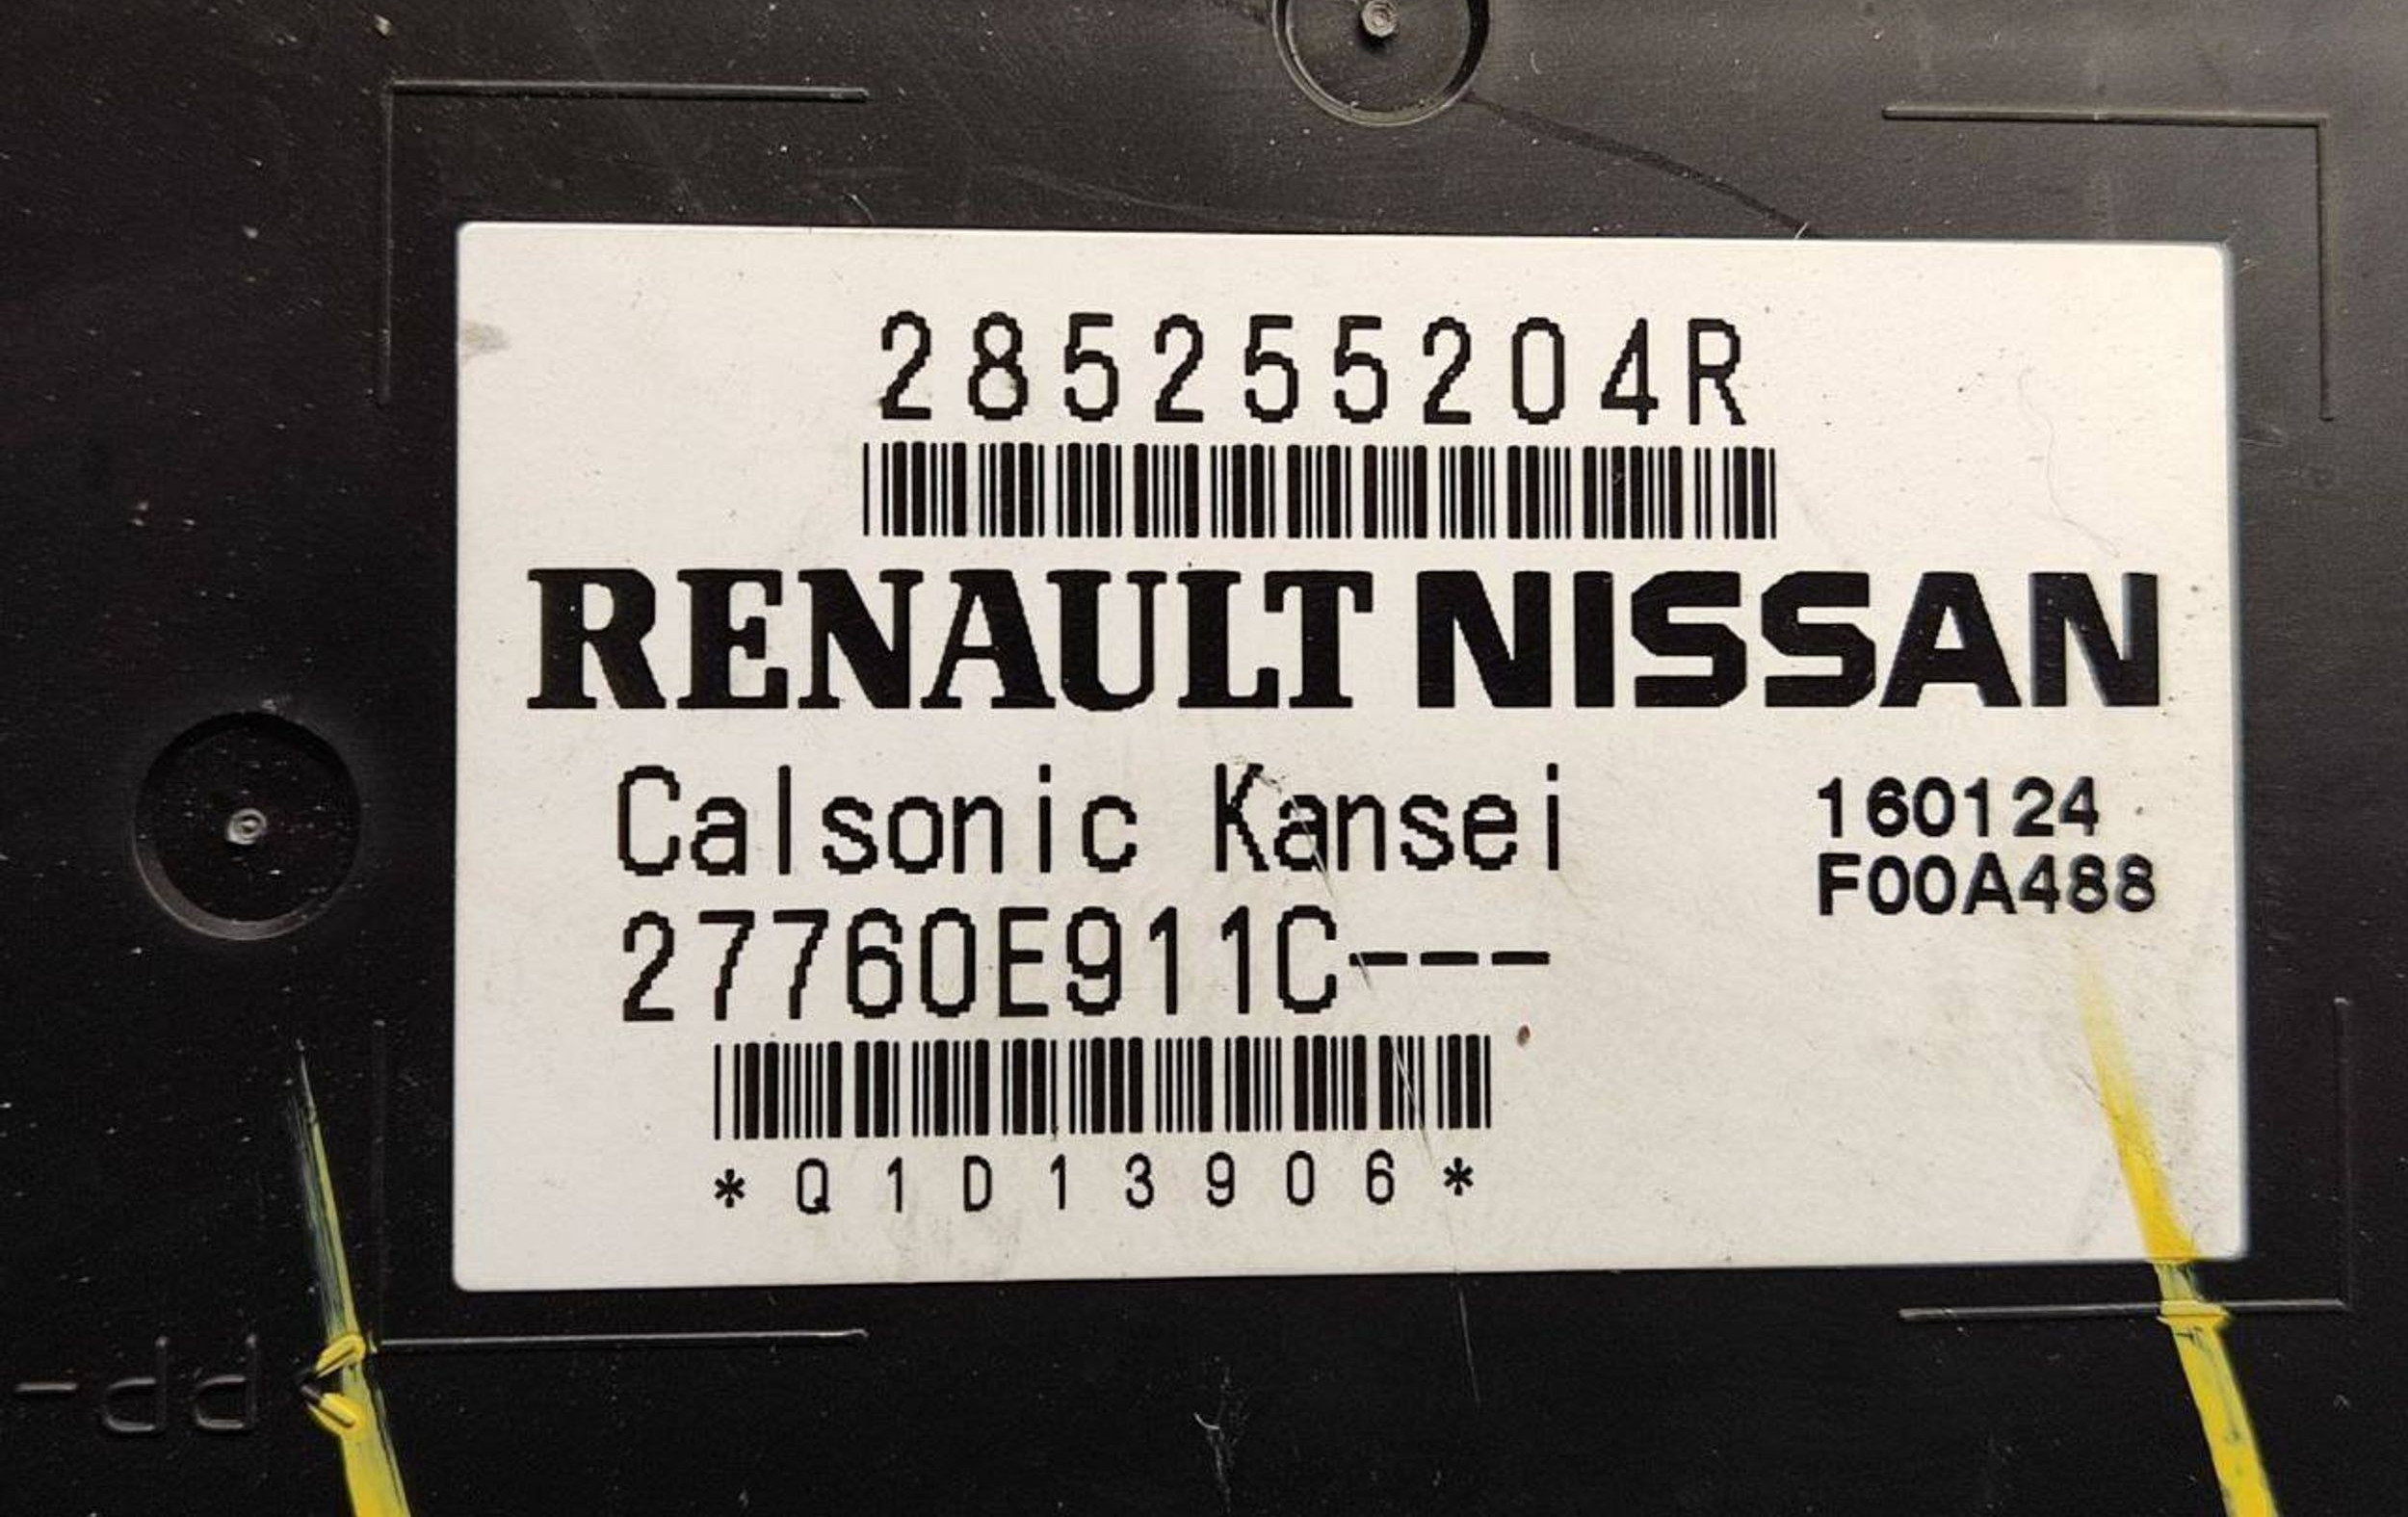 285255204R
RENAULT NISSAN
Calsonic Kansei
160124
F00A488
27760E911C---
*Q1D13906*